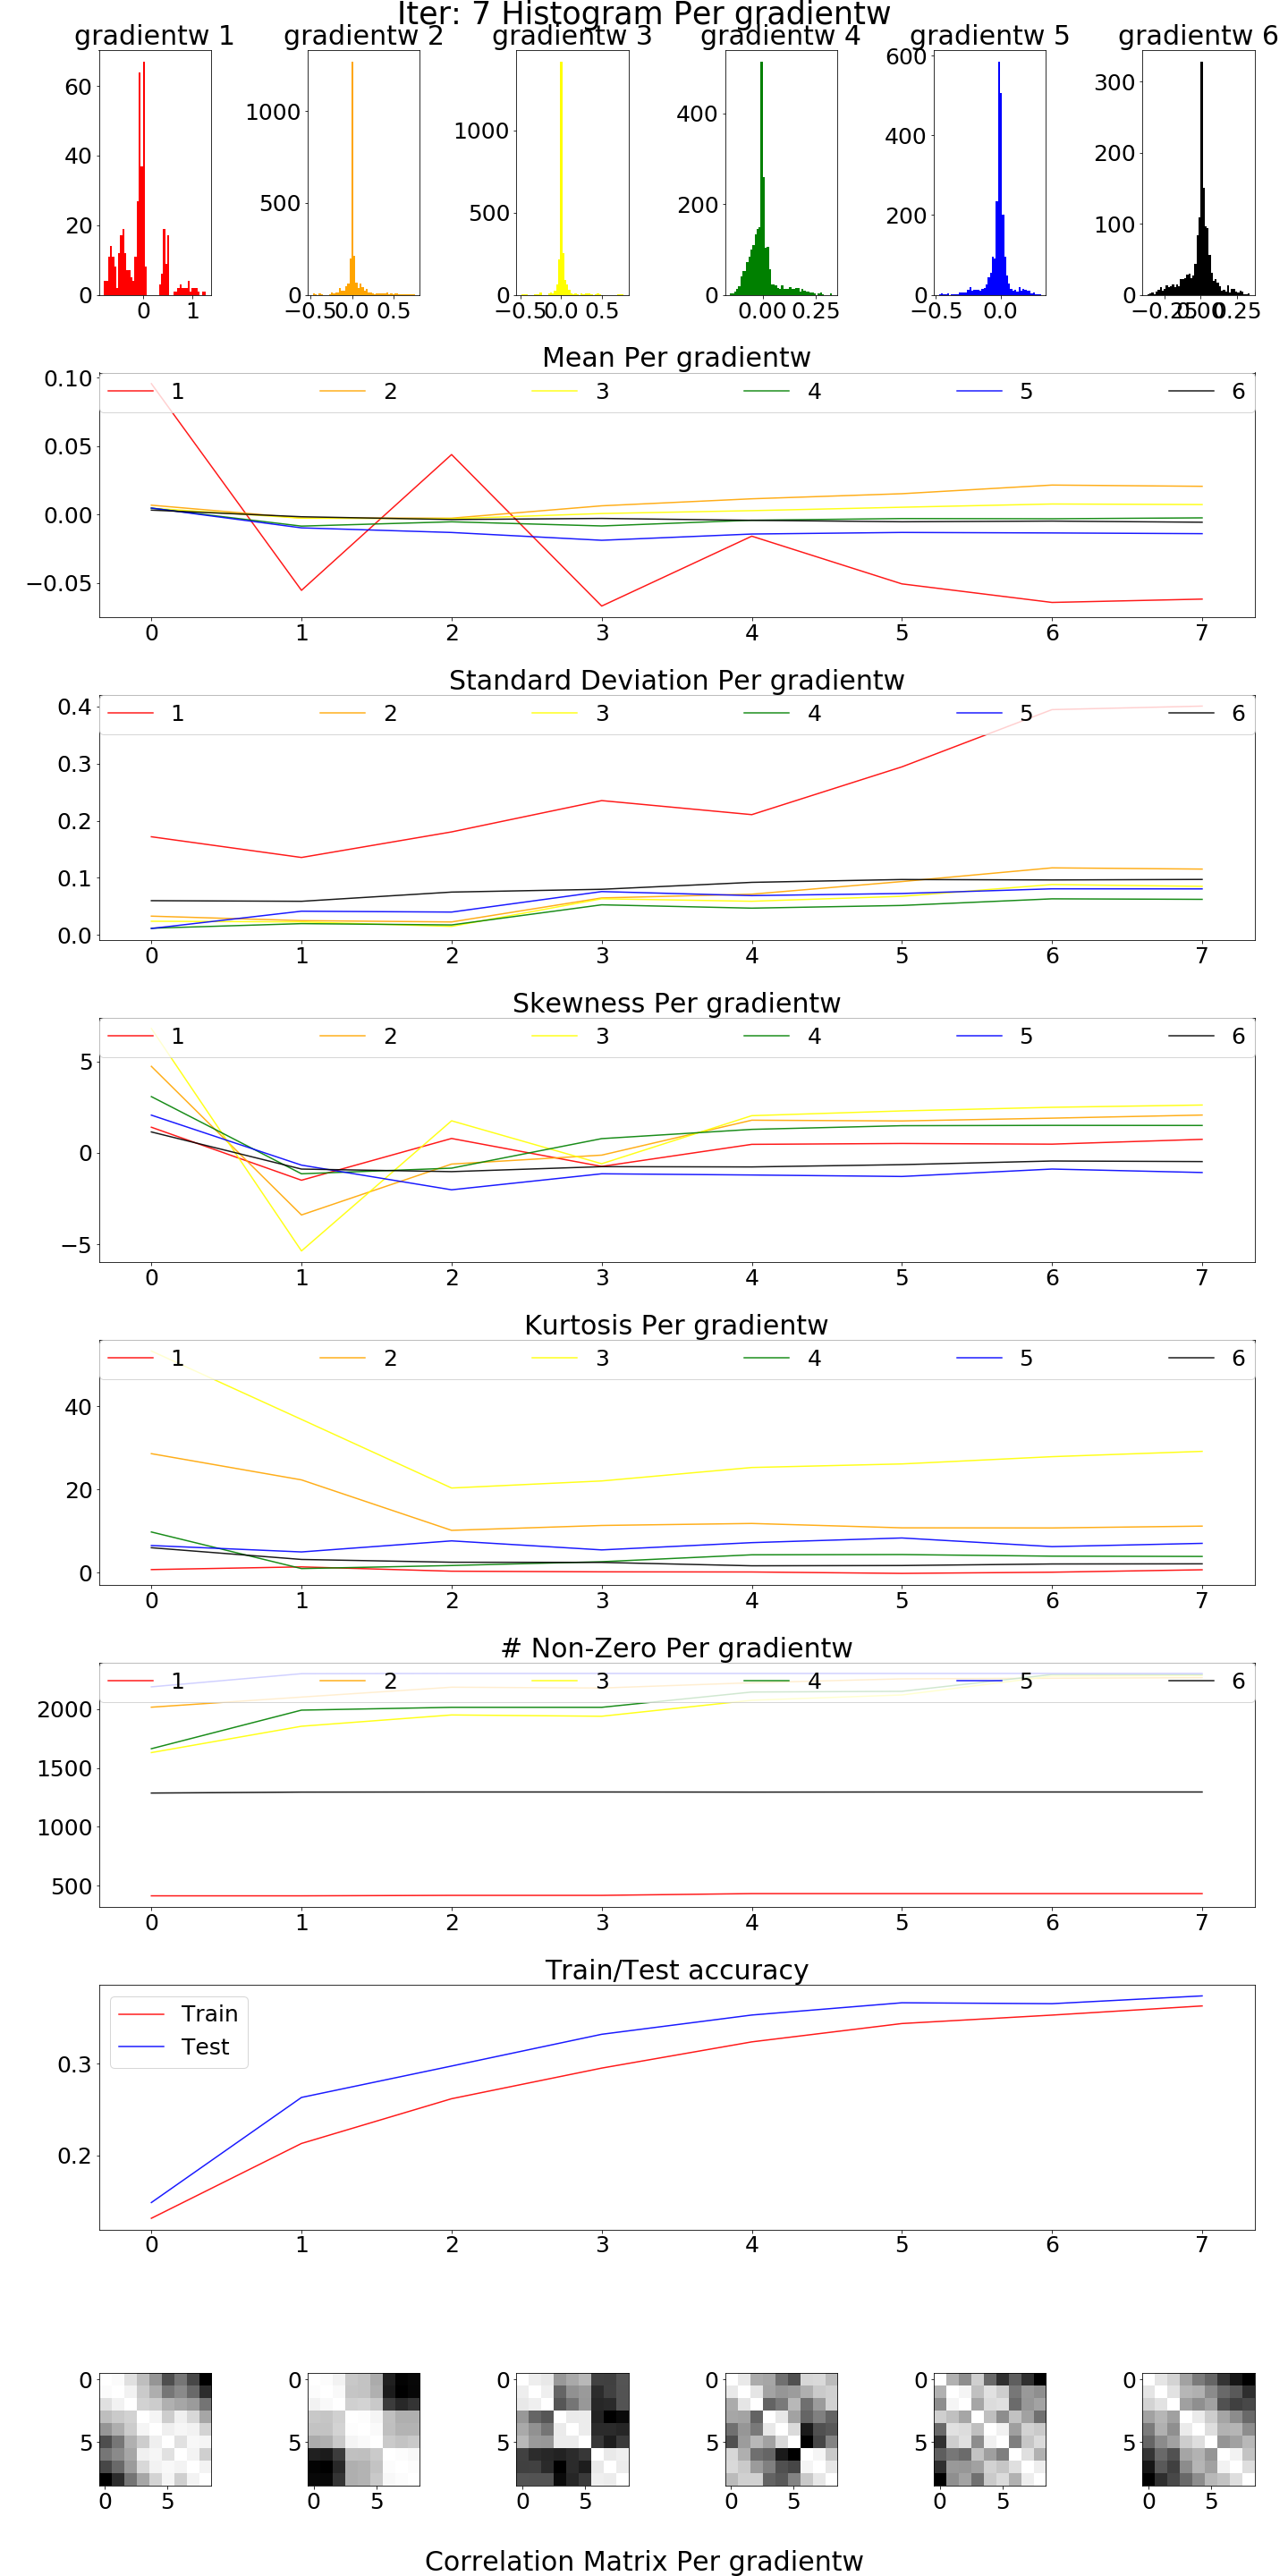 Iter: 7 Histogram Per gradientw
gradientw 1 gradientw 2 gradientw 3 gradientw 4 gradientw 5 gradientw 6
60
40
20
0
0 1
1000
500
0
−0.5 0.0 0.5
1000
500
0
−0.5 0.0 0.5
400
200
0
0.00 0.25
600
400
200
0
−0.5 0.0
300
200
100
0
−0.25 0.00 0.25
Mean Per gradientw
1 2 3 4 5 6
0.10
0.05
0.00
−0.05
0 1 2 3 4 5 6 7
Standard Deviation Per gradientw
1 2 3 4 5 6
0.4
0.3
0.2
0.1
0.0
0 1 2 3 4 5 6 7
Skewness Per gradientw
1 2 3 4 5 6
5
0
−5
0 1 2 3 4 5 6 7
Kurtosis Per gradientw
1 2 3 4 5 6
40
20
0
0 1 2 3 4 5 6 7
# Non-Zero Per gradientw
1 2 3 4 5 6
2000
1500
1000
500
0 1 2 3 4 5 6 7
Train/Test accuracy
Train
Test
0.3
0.2
0 1 2 3 4 5 6 7
0 0 0 0 0 0
5 5 5 5 5 5
0 5 0 5 0 5 0 5 0 5 0 5
Correlation Matrix Per gradientw